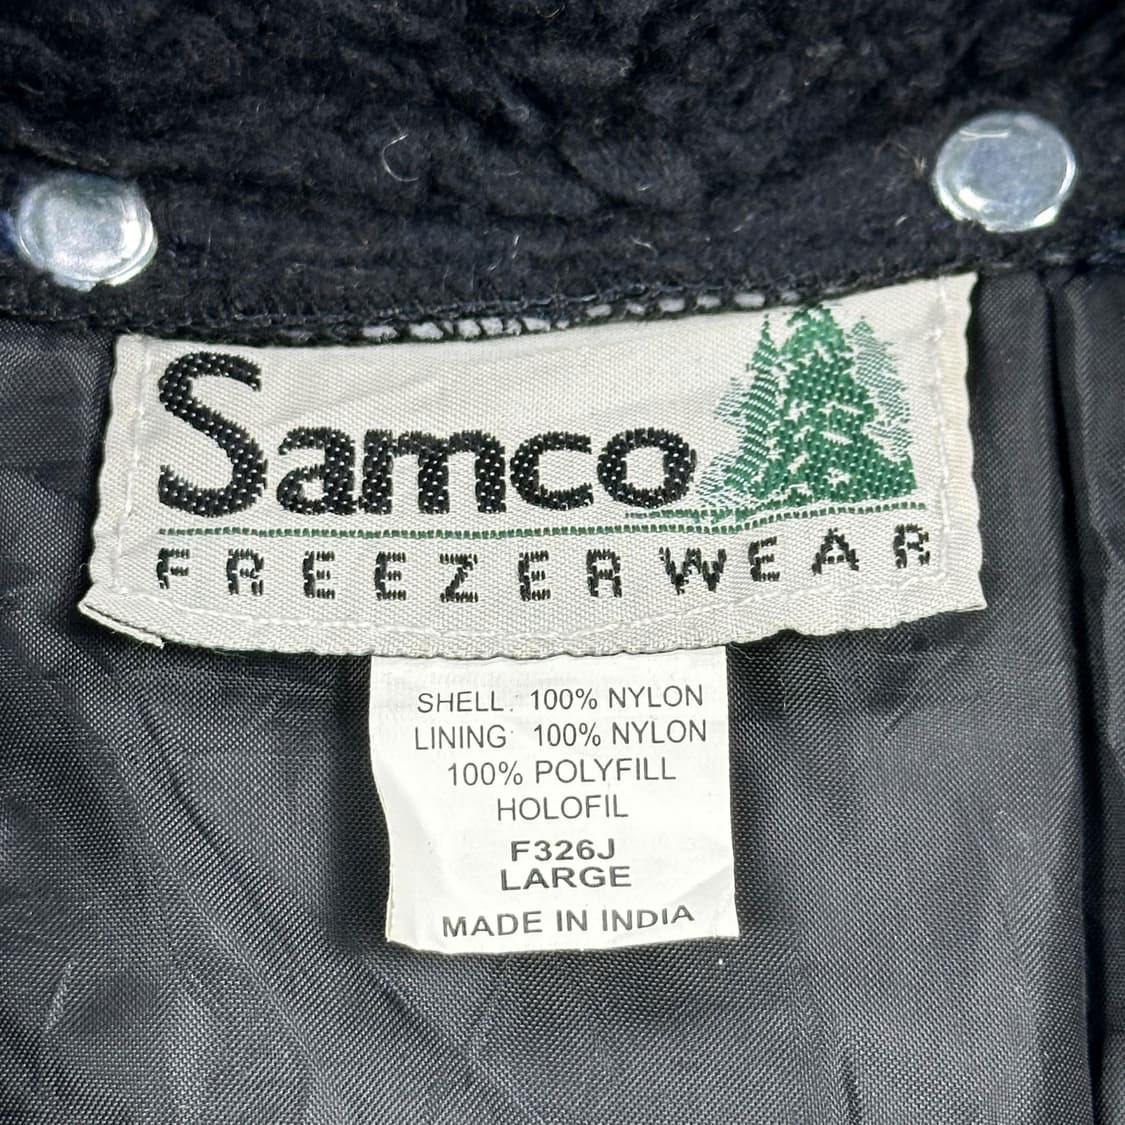 Samco
FREEZERWEAR
SHELL: 100% NYLON
LINING: 100% NYLON
100% POLYFILL
HOLOFIL
F326J
LARGE
MADE IN INDIA